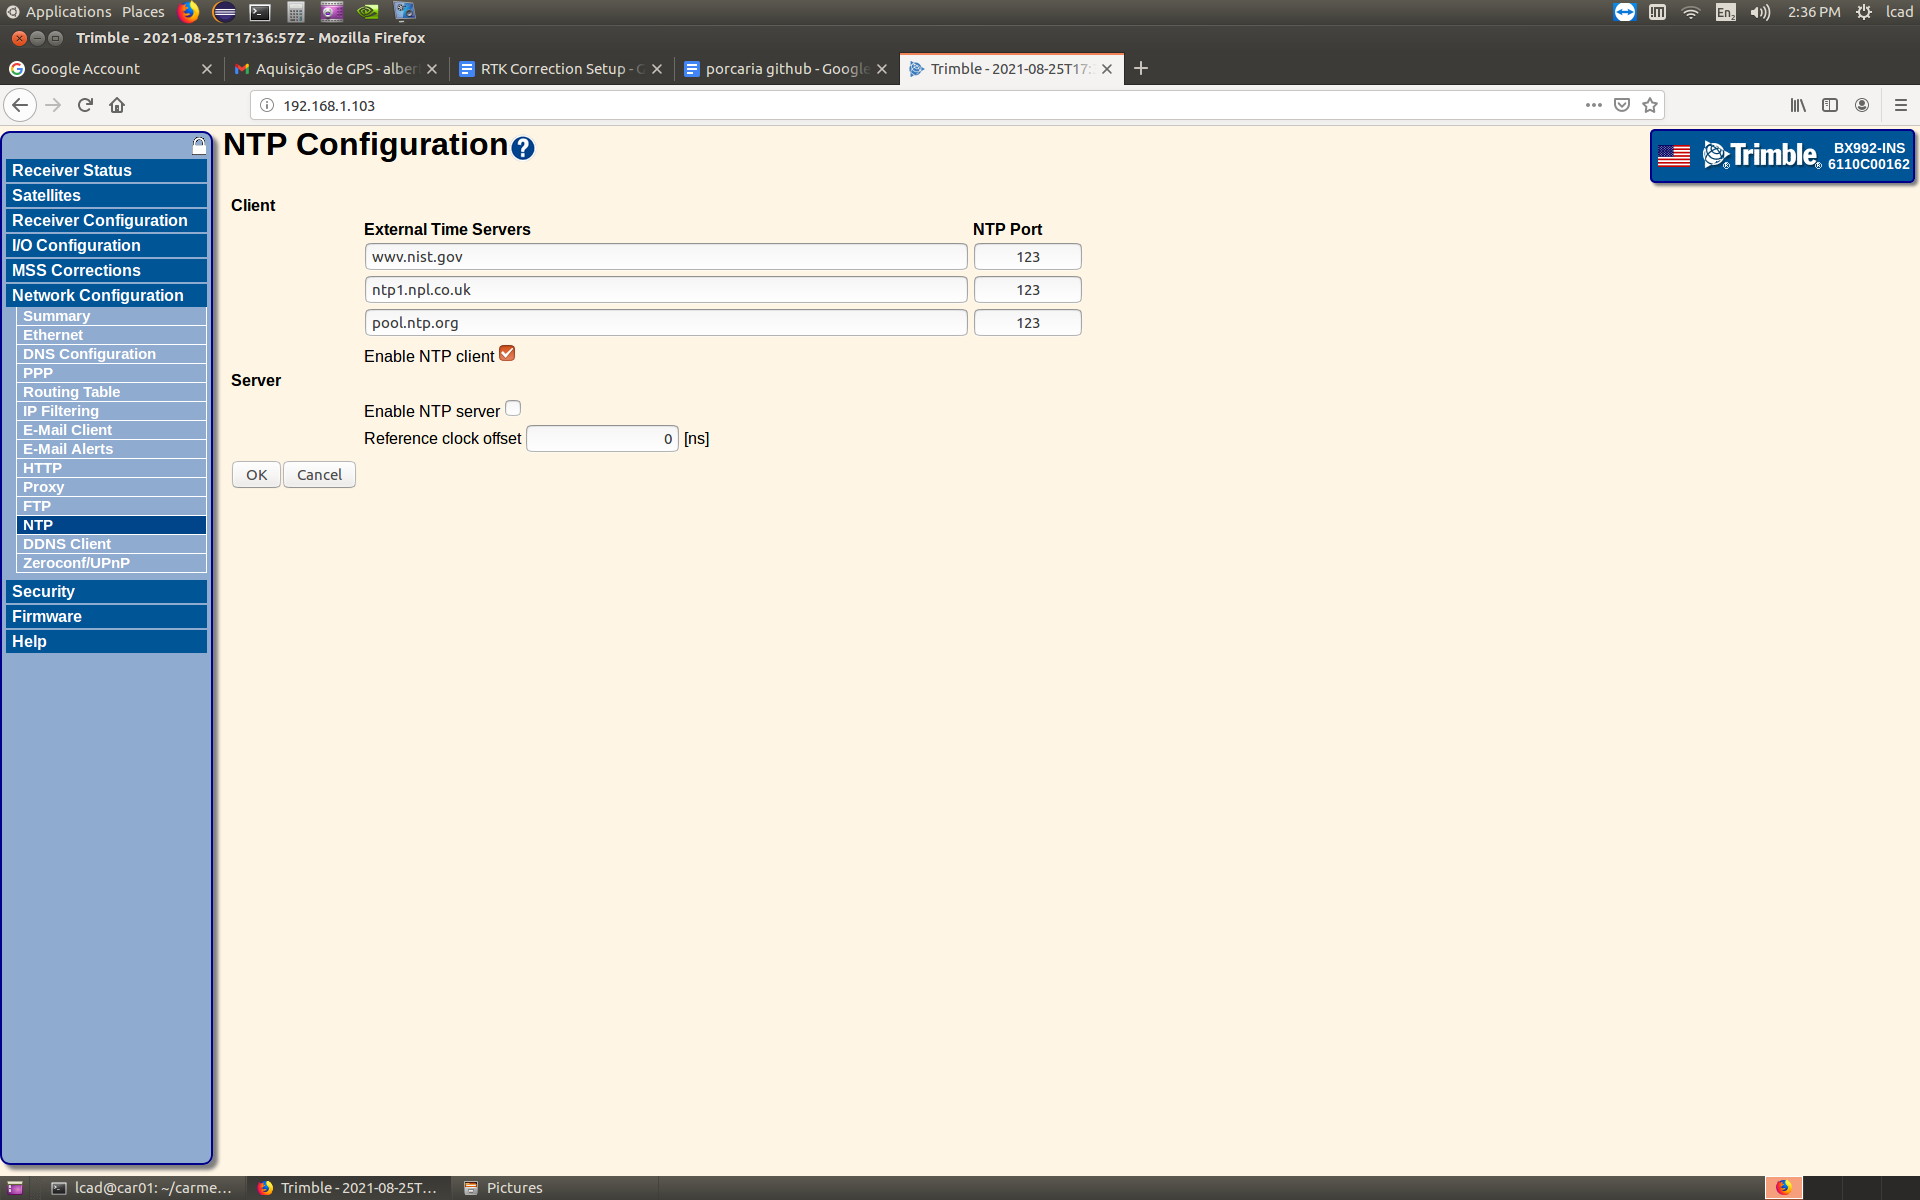 Applications Places En2 2:36 PM lcad
Trimble - 2021-08-25T17:36:57Z - Mozilla Firefox
Google Account
Aquisição de GPS - alber
RTK Correction Setup - G
porcaria github - Google
Trimble - 2021-08-25T17:
192.168.1.103
NTP Configuration
Trimble
BX992-INS
6110C00162
Receiver Status
Satellites
Receiver Configuration
I/O Configuration
MSS Corrections
Network Configuration
Summary
Ethernet
DNS Configuration
PPP
Routing Table
IP Filtering
E-Mail Client
E-Mail Alerts
HTTP
Proxy
FTP
NTP
DDNS Client
Zeroconf/UPnP
Security
Firmware
Help
Client
External Time Servers NTP Port
wwv.nist.gov 123
ntp1.npl.co.uk 123
pool.ntp.org 123
Enable NTP client
Server
Enable NTP server
Reference clock offset 0 [ns]
OK Cancel
lcad@car01: ~/carme...
Trimble - 2021-08-25T...
Pictures